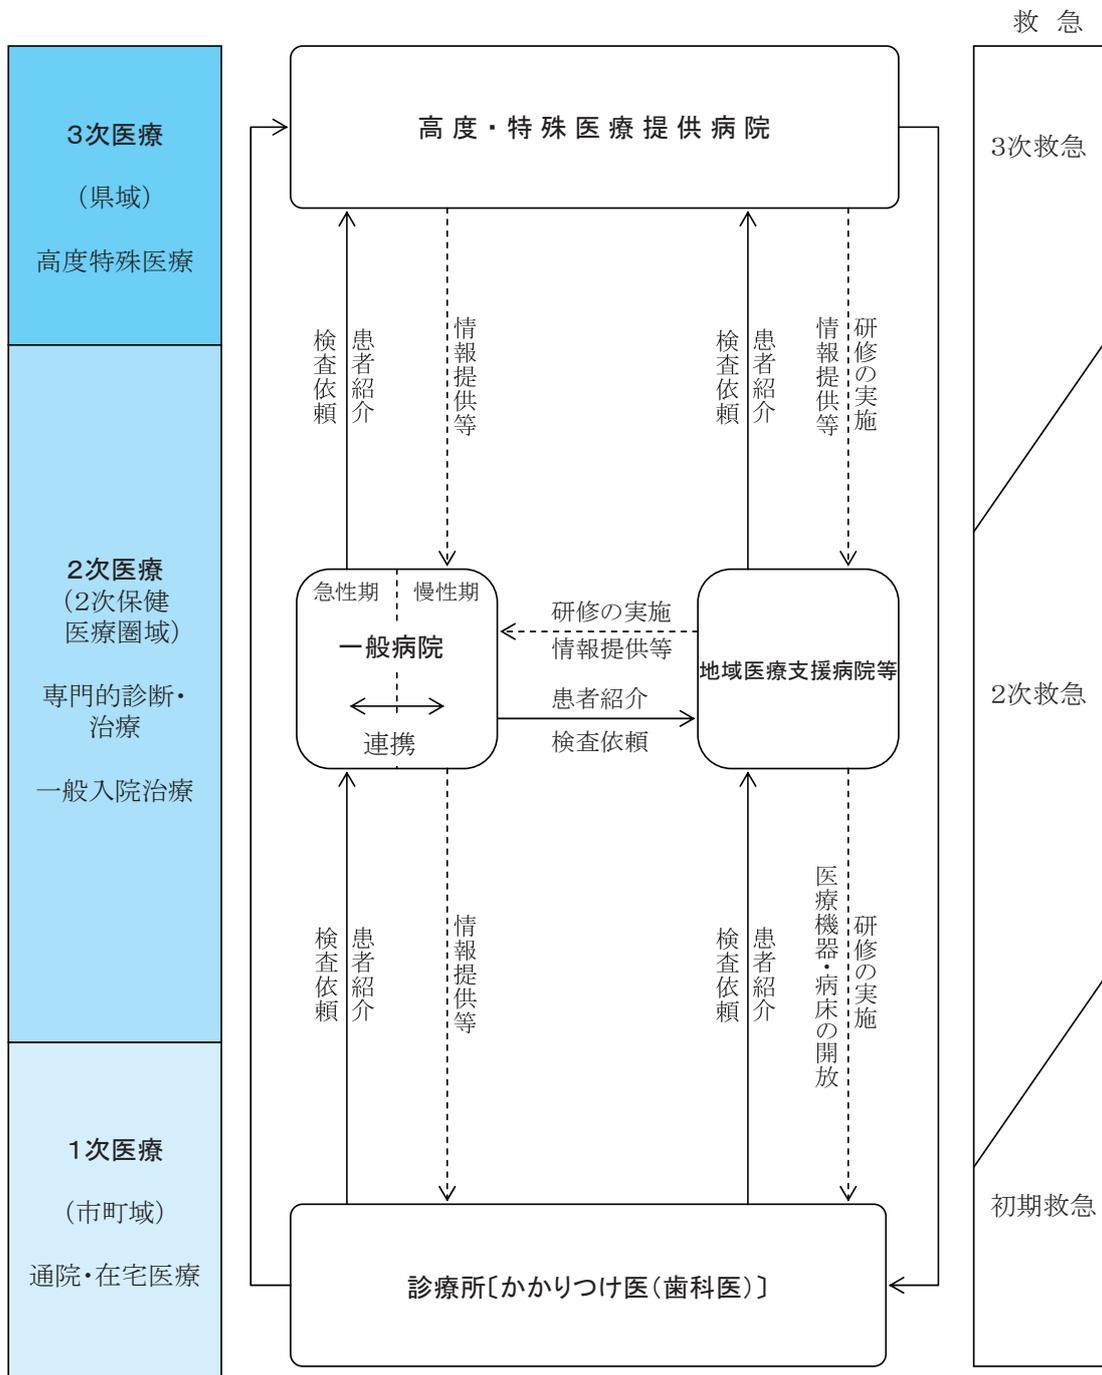 救 急
3次医療
（県域）
高度特殊医療
高度・特殊医療提供病院
3次救急
検査依頼
患者紹介
情報提供等
検査依頼
患者紹介
情報提供等
研修の実施
2次医療
（2次保健
医療圏域）
専門的診断・
治療
一般入院治療
急性期
慢性期
一般病院
連携
研修の実施
情報提供等
患者紹介
検査依頼
地域医療支援病院等
2次救急
検査依頼
患者紹介
情報提供等
検査依頼
患者紹介
医療機器・病床の開放
研修の実施
1次医療
（市町域）
通院・在宅医療
診療所〔かかりつけ医（歯科医）〕
初期救急